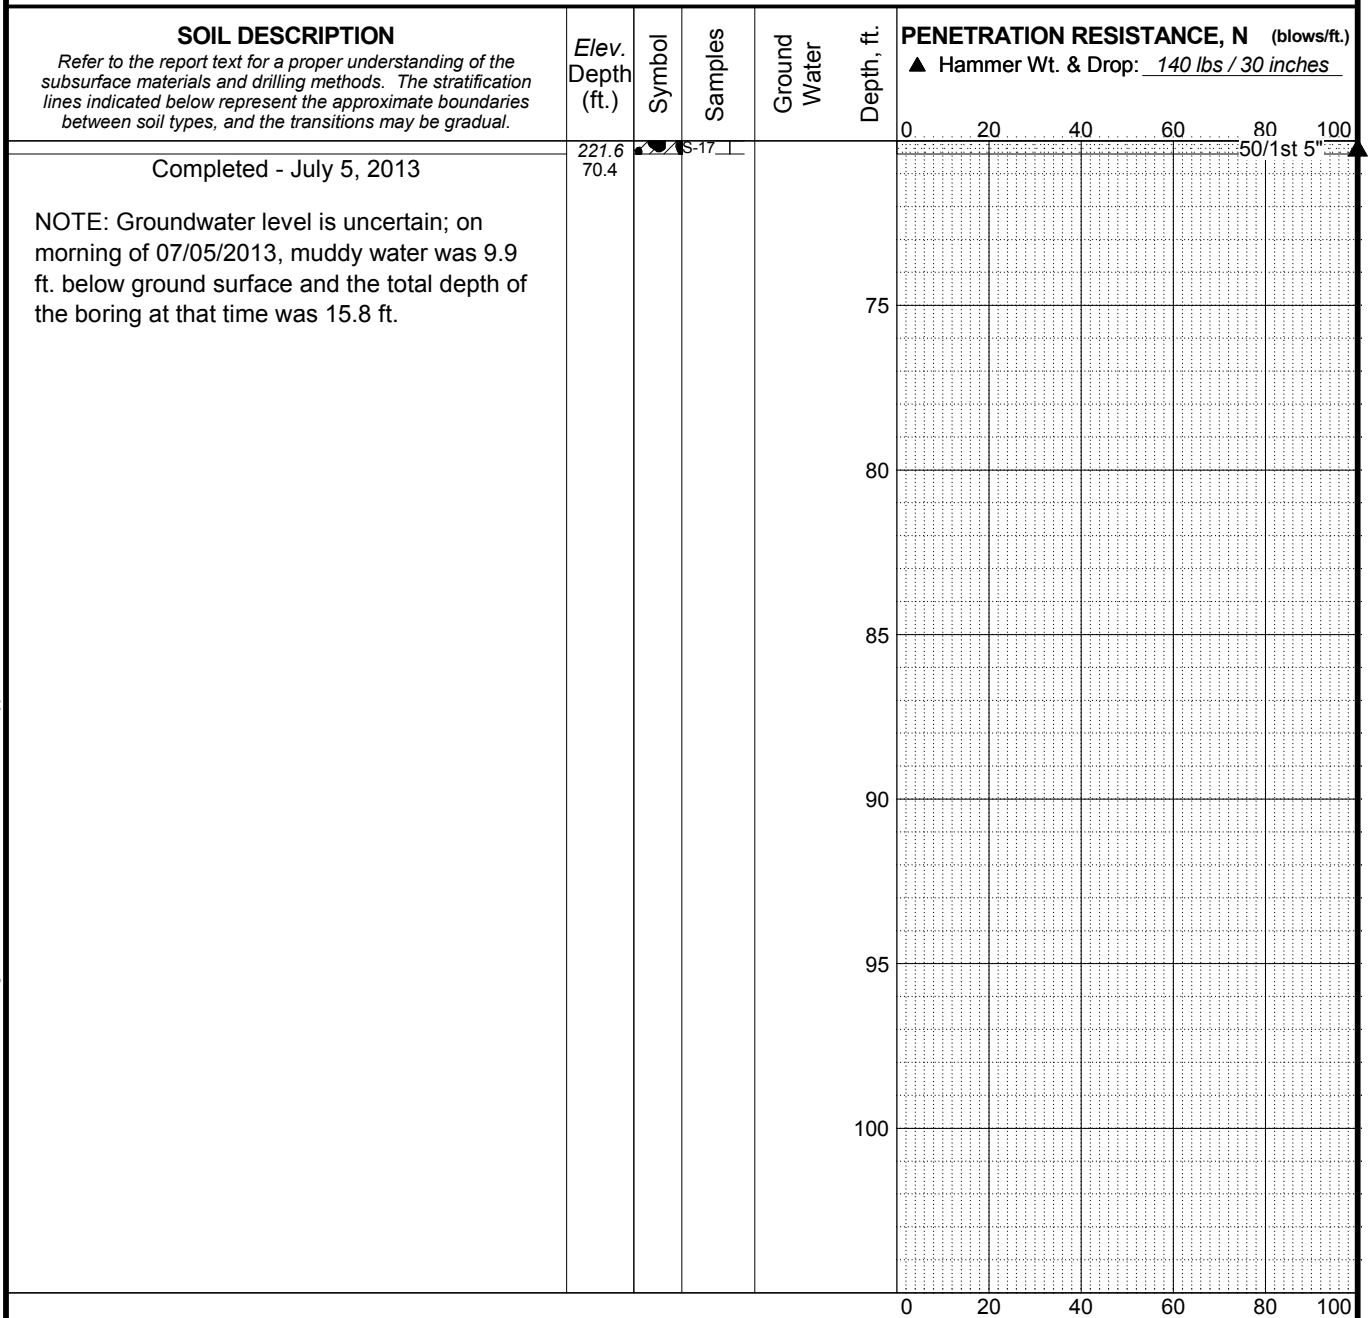 SOIL DESCRIPTION
Refer to the report text for a proper understanding of the
subsurface materials and drilling methods. The stratification
lines indicated below represent the approximate boundaries
between soil types, and the transitions may be gradual.
Elev.
Depth
(ft.)
Symbol
Samples
Ground
Water
Depth, ft.
PENETRATION RESISTANCE, N (blows/ft.)
▲ Hammer Wt. & Drop: 140 lbs / 30 inches
0 20 40 60 80 100
221.6
70.4
S-17
50/1st 5"
Completed - July 5, 2013
NOTE: Groundwater level is uncertain; on
morning of 07/05/2013, muddy water was 9.9
ft. below ground surface and the total depth of
the boring at that time was 15.8 ft.
75
80
85
90
95
100
0 20 40 60 80 100